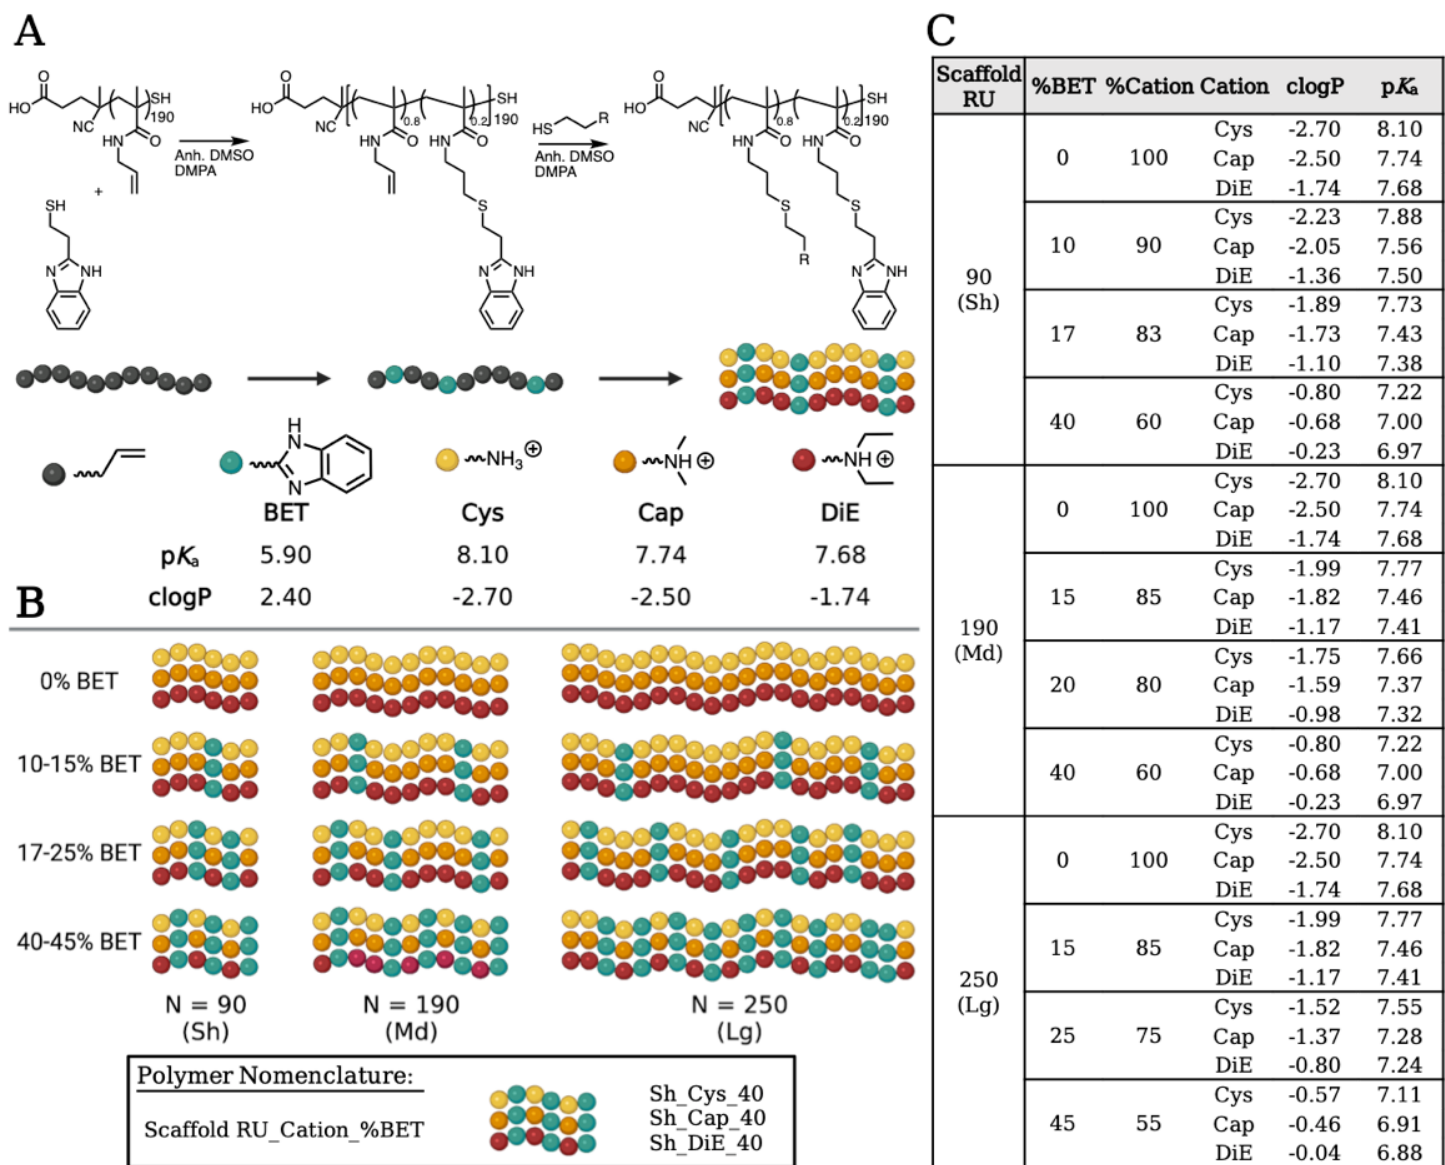 A
O
HO
NC
SH
190
HN
O
+
SH
N
NH
Anh. DMSO
DMPA
O
HO
NC
0.8
0.2
190
SH
HN
O
HN
O
S
N
NH
HS
R
Anh. DMSO
DMPA
O
HO
NC
0.8
0.2
190
SH
HN
O
HN
O
S
S
R
N
NH
H
N
N
NH3 ⊕
NH ⊕
NH ⊕
BET Cys Cap DiE
pKa 5.90 8.10 7.74 7.68
clogP 2.40 -2.70 -2.50 -1.74
B
0% BET
10-15% BET
17-25% BET
40-45% BET
N = 90 N = 190 N = 250
(Sh) (Md) (Lg)
Polymer Nomenclature:
Scaffold RU_Cation_%BET
Sh_Cys_40
Sh_Cap_40
Sh_DiE_40
C
Scaffold RU %BET %Cation Cation clogP pKa
90
(Sh)
0 100
Cys -2.70 8.10
Cap -2.50 7.74
DiE -1.74 7.68
10 90
Cys -2.23 7.88
Cap -2.05 7.56
DiE -1.36 7.50
17 83
Cys -1.89 7.73
Cap -1.73 7.43
DiE -1.10 7.38
40 60
Cys -0.80 7.22
Cap -0.68 7.00
DiE -0.23 6.97
190
(Md)
0 100
Cys -2.70 8.10
Cap -2.50 7.74
DiE -1.74 7.68
15 85
Cys -1.99 7.77
Cap -1.82 7.46
DiE -1.17 7.41
20 80
Cys -1.75 7.66
Cap -1.59 7.37
DiE -0.98 7.32
40 60
Cys -0.80 7.22
Cap -0.68 7.00
DiE -0.23 6.97
250
(Lg)
0 100
Cys -2.70 8.10
Cap -2.50 7.74
DiE -1.74 7.68
15 85
Cys -1.99 7.77
Cap -1.82 7.46
DiE -1.17 7.41
25 75
Cys -1.52 7.55
Cap -1.37 7.28
DiE -0.80 7.24
45 55
Cys -0.57 7.11
Cap -0.46 6.91
DiE -0.04 6.88